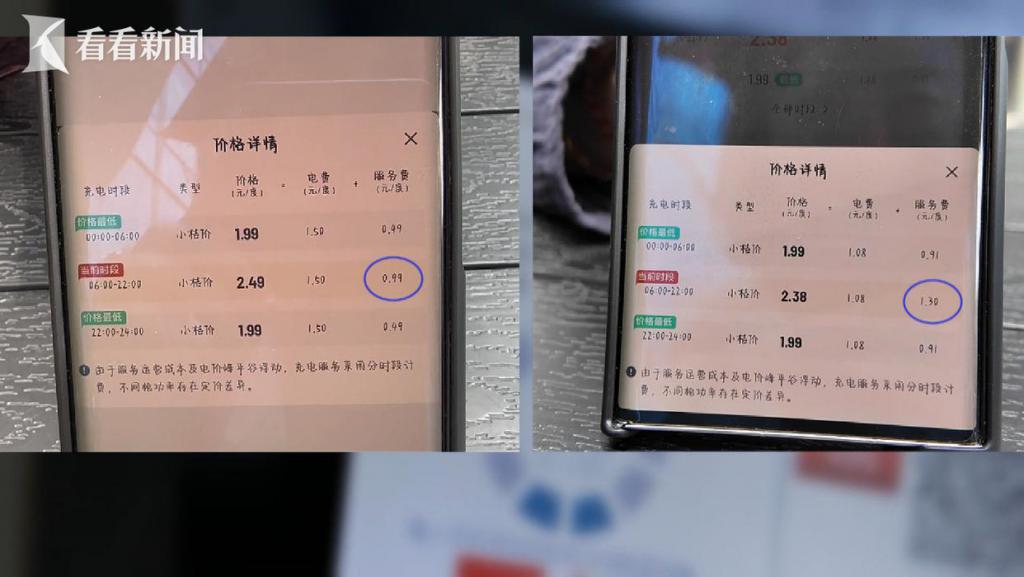 看看新闻
价格详情
充电时段 类型 价格 = 电费 + 服务费
(元/度) (元/度) (元/度)
价格最低
00:00-06:00 小桔价 1.99 1.50 0.49
当前时段
06:00-22:00 小桔价 2.49 1.50 0.99
价格最低
22:00-24:00 小桔价 1.99 1.50 0.49
由于服务运营成本及电价峰平谷浮动，充电服务采用分时段计
费，不同桩功率存在定价差异。
2.38
1.99
价格详情
充电时段 类型 价格 = 电费 + 服务费
(元/度) (元/度) (元/度)
价格最低
00:00-06:00 小桔价 1.99 1.08 0.91
当前时段
06:00-22:00 小桔价 2.38 1.08 1.30
价格最低
22:00-24:00 小桔价 1.99 1.08 0.91
由于服务运营成本及电价峰平谷浮动，充电服务采用分时段计
费，不同桩功率存在定价差异。